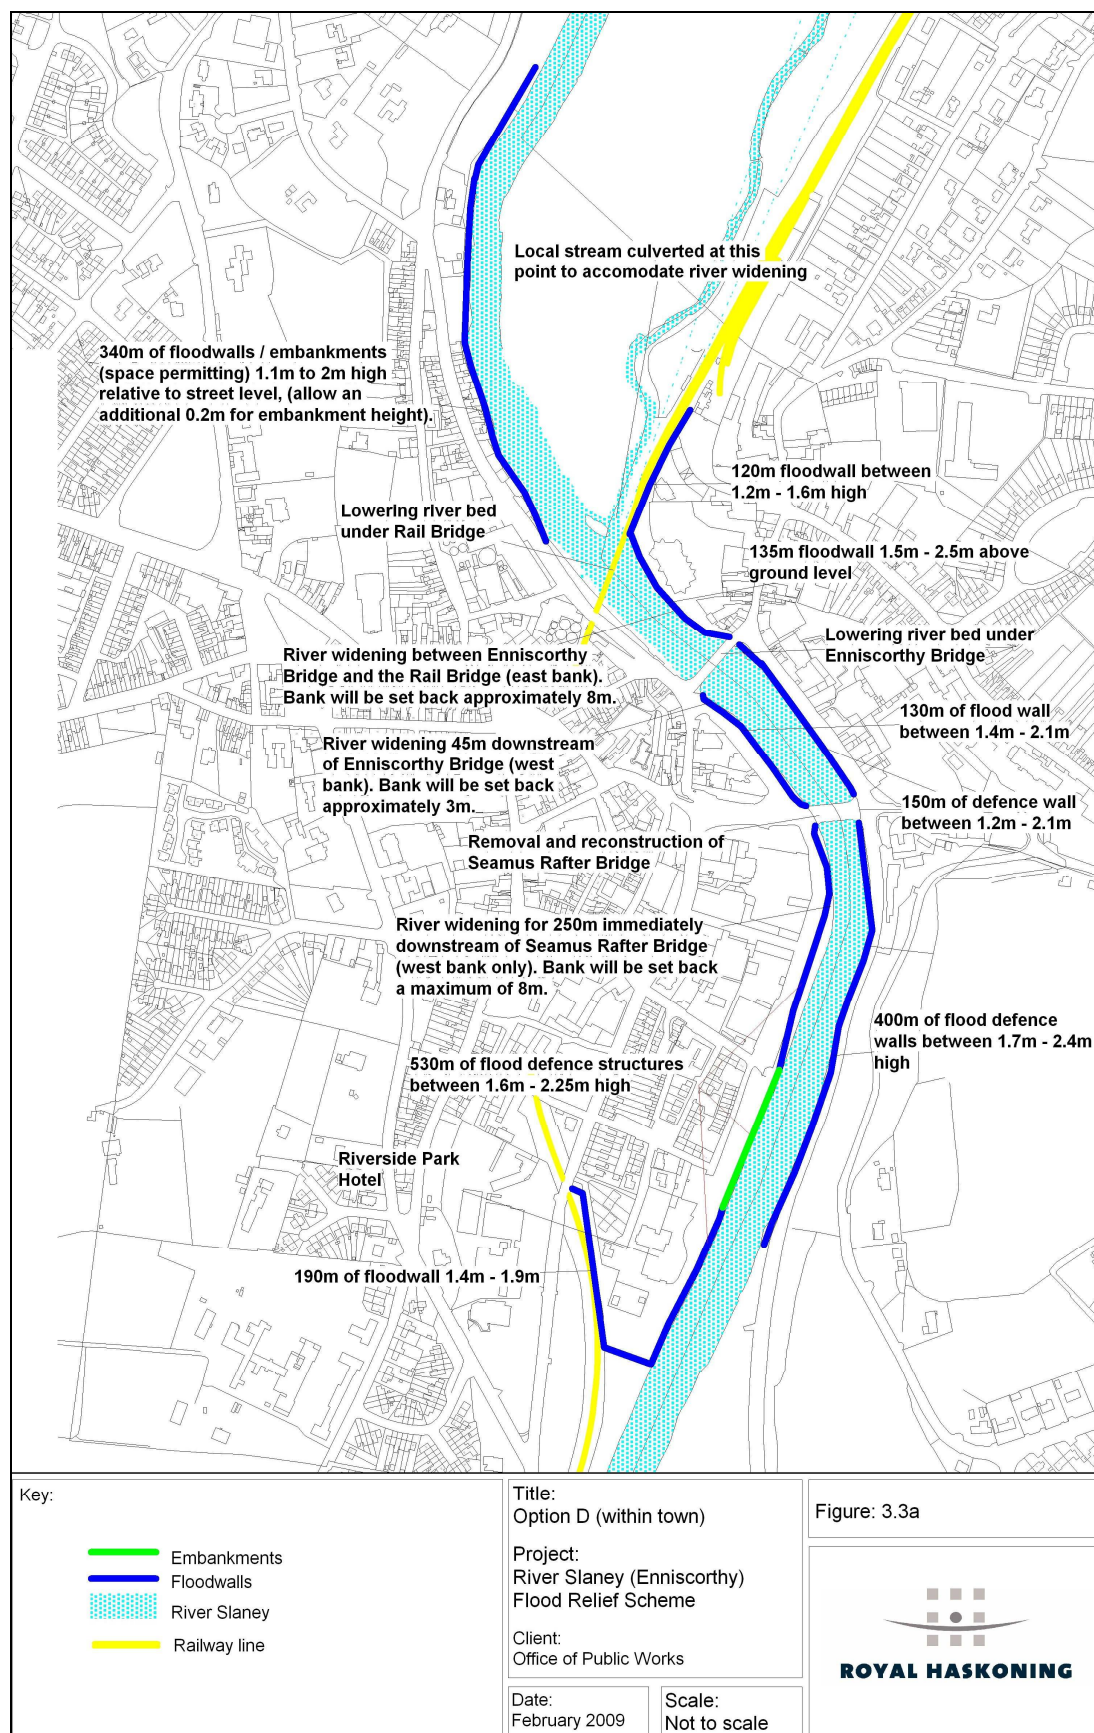 Local stream culverted at this
point to accomodate river widening
340m of floodwalls / embankments
(space permitting) 1.1m to 2m high
relative to street level, (allow an
additional 0.2m for embankment height).
120m floodwall between
1.2m - 1.6m high
Lowering river bed
under Rail Bridge
135m floodwall 1.5m - 2.5m above
ground level
Lowering river bed under
Enniscorthy Bridge
River widening between Enniscorthy
Bridge and the Rail Bridge (east bank).
Bank will be set back approximately 8m.
130m of flood wall
between 1.4m - 2.1m
River widening 45m downstream
of Enniscorthy Bridge (west
bank). Bank will be set back
approximately 3m.
150m of defence wall
between 1.2m - 2.1m
Removal and reconstruction of
Seamus Rafter Bridge
River widening for 250m immediately
downstream of Seamus Rafter Bridge
(west bank only). Bank will be set back
a maximum of 8m.
400m of flood defence
walls between 1.7m - 2.4m
high
530m of flood defence structures
between 1.6m - 2.25m high
Riverside Park
Hotel
190m of floodwall 1.4m - 1.9m
Key:
Embankments
Floodwalls
River Slaney
Railway line
Title:
Option D (within town)
Project:
River Slaney (Enniscorthy)
Flood Relief Scheme
Client:
Office of Public Works
Date:
February 2009
Scale:
Not to scale
Figure: 3.3a
ROYAL HASKONING